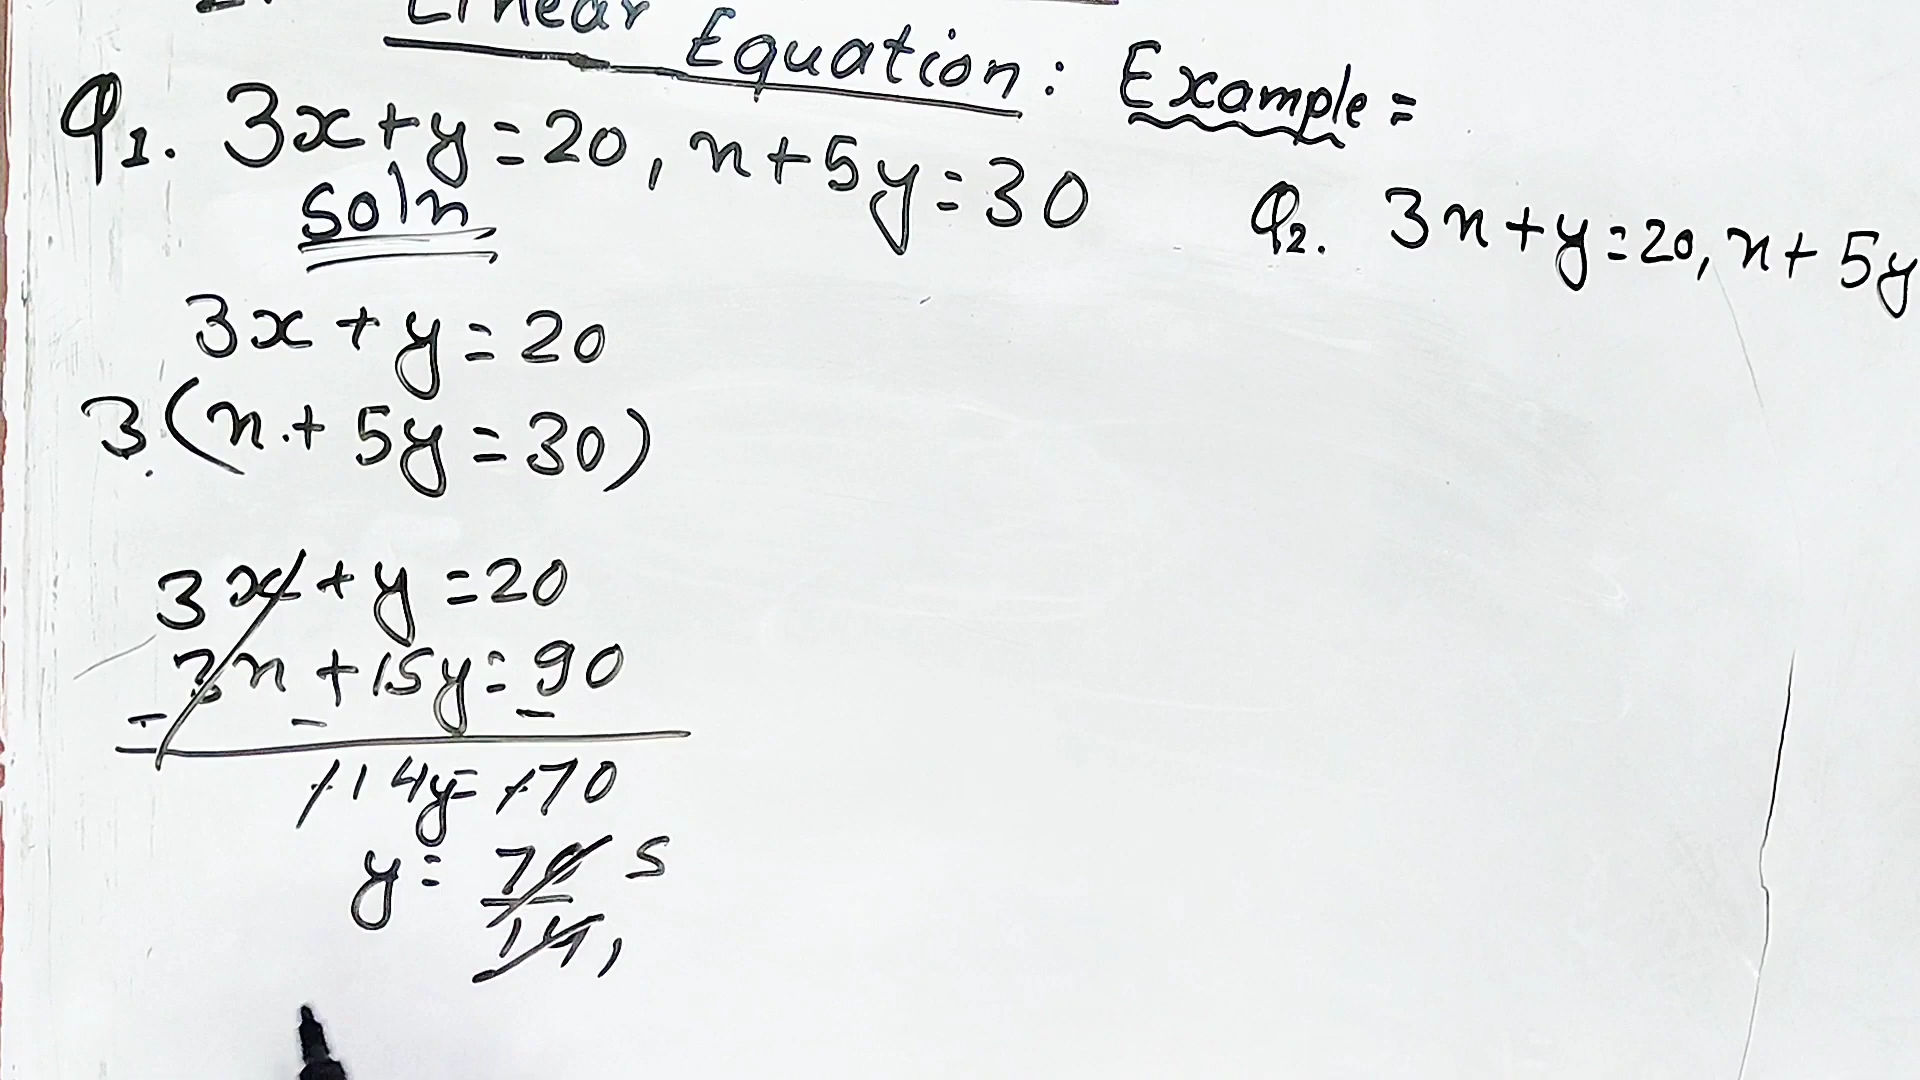 Linear Equation: Example =
Q1. 3x+y=20, x+5y=30
Soln
3x+y=20
3(x+5y=30)
3x+y=20
3x+15y=90
- - -
-14y=-70
y= 70/14 5 1
Q2. 3x+y=20, x+5y